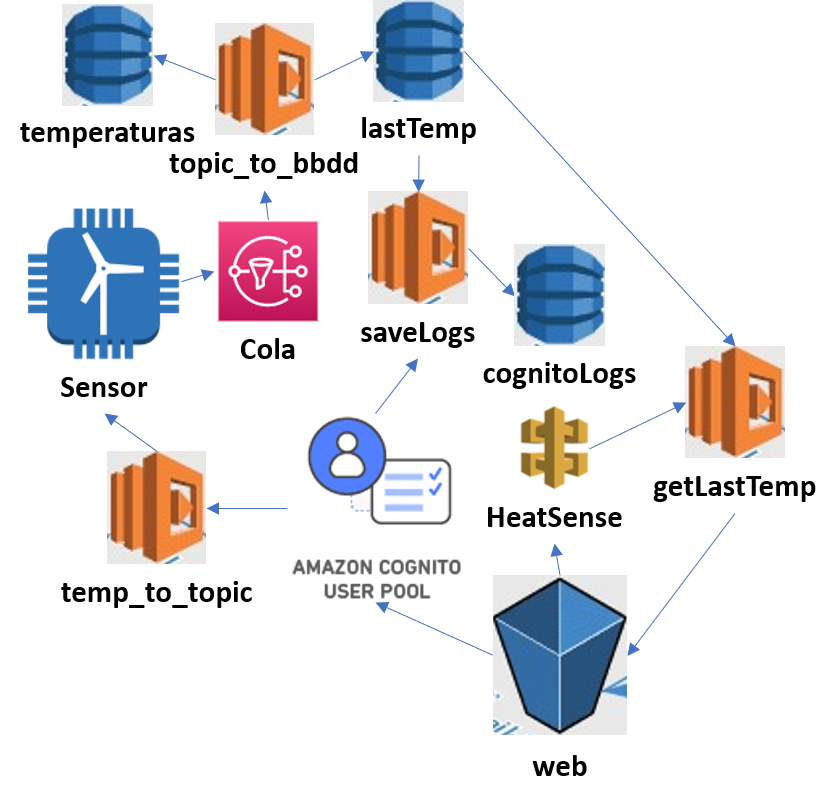 temperaturas
topic_to_bbdd
lastTemp
Sensor
Cola
saveLogs
cognitoLogs
getLastTemp
HeatSense
temp_to_topic
AMAZON COGNITO
USER POOL
web